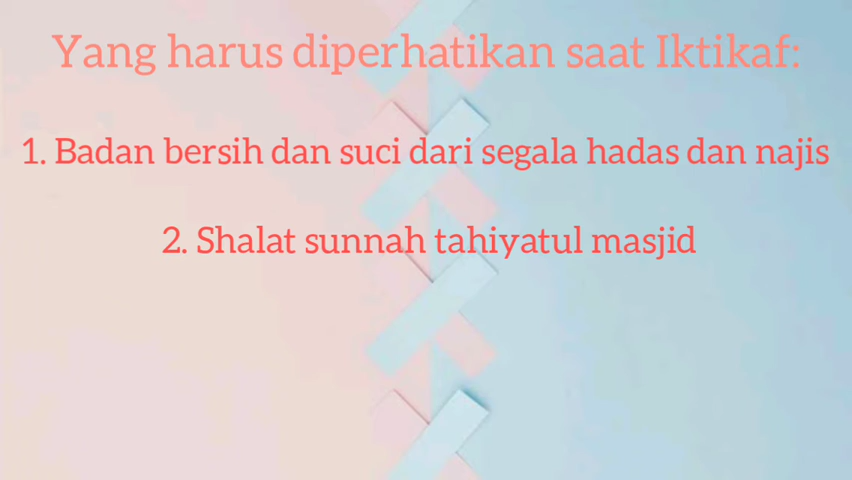 Yang harus diperhatikan saat Iktikaf:
1. Badan bersih dan suci dari segala hadas dan najis
2. Shalat sunnah tahiyatul masjid